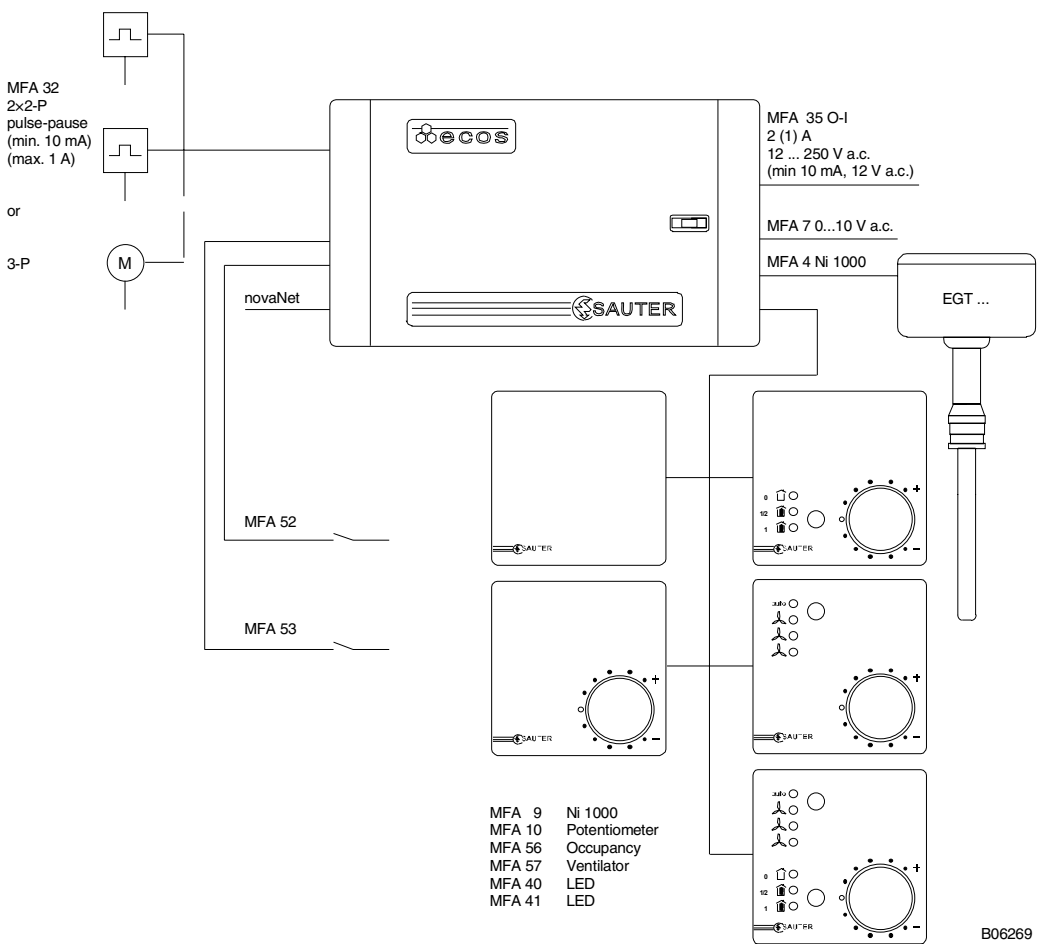 MFA 32
2×2-P
pulse-pause
(min. 10 mA)
(max. 1 A)
or
3-P
M
ecos
SAUTER
novaNet
MFA 35 O-I
2 (1) A
12 ... 250 V a.c.
(min 10 mA, 12 V a.c.)
MFA 7 0...10 V a.c.
MFA 4 Ni 1000
EGT ...
MFA 52
MFA 53
SAUTER
0
1/2
1
+
−
SAUTER
+
−
SAUTER
auto
+
−
SAUTER
auto
0
1/2
1
+
−
SAUTER
MFA 9 Ni 1000
MFA 10 Potentiometer
MFA 56 Occupancy
MFA 57 Ventilator
MFA 40 LED
MFA 41 LED
B06269